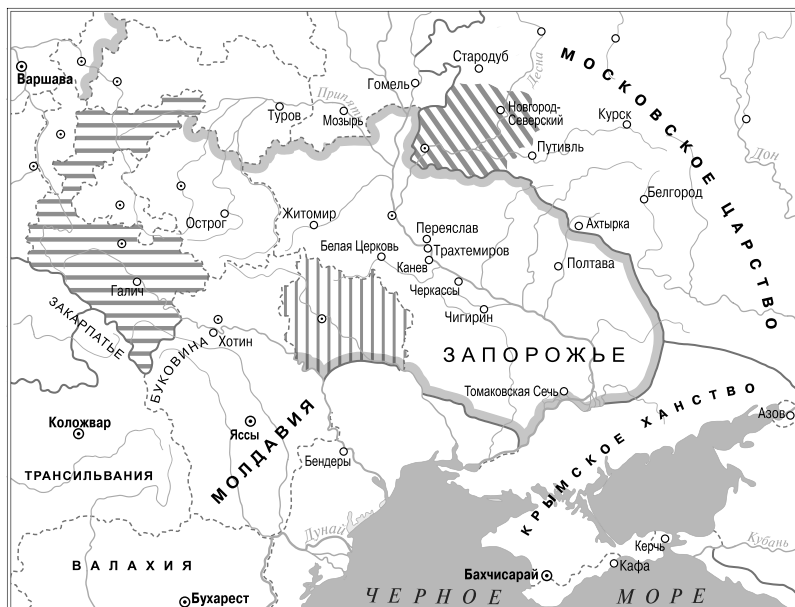 Стародуб
Варшава
Гомель
Десна
МОСКОВСКОЕ ЦАРСТВО
Припять
Туров
Мозырь
Новгород-
Северский
Курск
Путивль
Дон
Белгород
Острог
Житомир
Переяслав
Ахтырка
Белая Церковь
Трахтемиров
Канев
Полтава
Галич
Черкассы
Чигирин
ЗАКАРПАТЬЕ
Хотин
БУКОВИНА
ЗАПОРОЖЬЕ
Томаковская Сечь
КРЫМСКОЕ ХАНСТВО
Азов
Коложвар
Яссы
МОЛДАВИЯ
ТРАНСИЛЬВАНИЯ
Бендеры
Дунай
Керчь
Кубань
ВАЛАХИЯ
Бахчисарай
Кафа
Бухарест
ЧЕРНОЕ МОРЕ